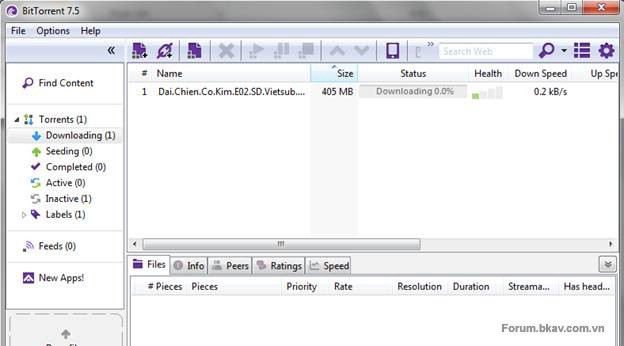 BitTorrent 7.5
File Options Help
Search Web
Find Content
Torrents (1)
Downloading (1)
Seeding (0)
Completed (0)
Active (0)
Inactive (1)
Labels (1)
Feeds (0)
New Apps!
# Name Size Status Health Down Speed Up Spe
1 Dai.Chien.Co.Kim.E02.SD.Vietsub.... 405 MB Downloading 0.0% 0.2 kB/s
Files Info Peers Ratings Speed
# Pieces Pieces Priority Rate Resolution Duration Streama... Has head...
Forum.bkav.com.vn